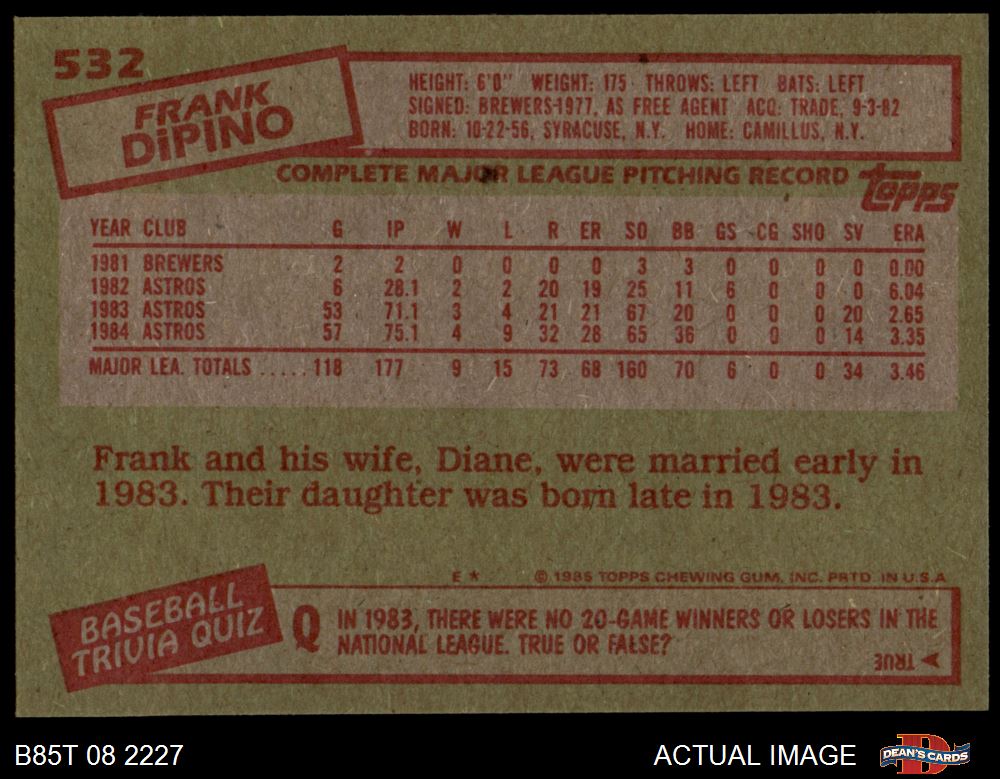 532
FRANK
DiPINO
HEIGHT: 6'0" WEIGHT: 175 THROWS: LEFT BATS: LEFT
SIGNED: BREWERS-1977, AS FREE AGENT ACQ: TRADE, 9-3-82
BORN: 10-22-56, SYRACUSE, N.Y. HOME: CAMILLUS, N.Y.
COMPLETE MAJOR LEAGUE PITCHING RECORD
topps
YEAR CLUB G IP W L R ER SO BB GS CG SHO SV ERA
1981 BREWERS 2 2 0 0 0 0 3 3 0 0 0 0 0.00
1982 ASTROS 6 28.1 2 2 20 19 25 11 6 0 0 0 6.04
1983 ASTROS 53 71.1 3 4 21 21 67 20 0 0 0 20 2.65
1984 ASTROS 57 75.1 4 9 32 28 65 36 0 0 0 14 3.35
MAJOR LEA. TOTALS ..... 118 177 9 15 73 68 160 70 6 0 0 34 3.46
Frank and his wife, Diane, were married early in
1983. Their daughter was born late in 1983.
E * © 1985 TOPPS CHEWING GUM, INC. PRTD. IN U.S.A.
BASEBALL
TRIVIA QUIZ
Q IN 1983, THERE WERE NO 20-GAME WINNERS OR LOSERS IN THE
NATIONAL LEAGUE. TRUE OR FALSE?
TRUE
B85T 08 2227
ACTUAL IMAGE
DEAN'S CARDS